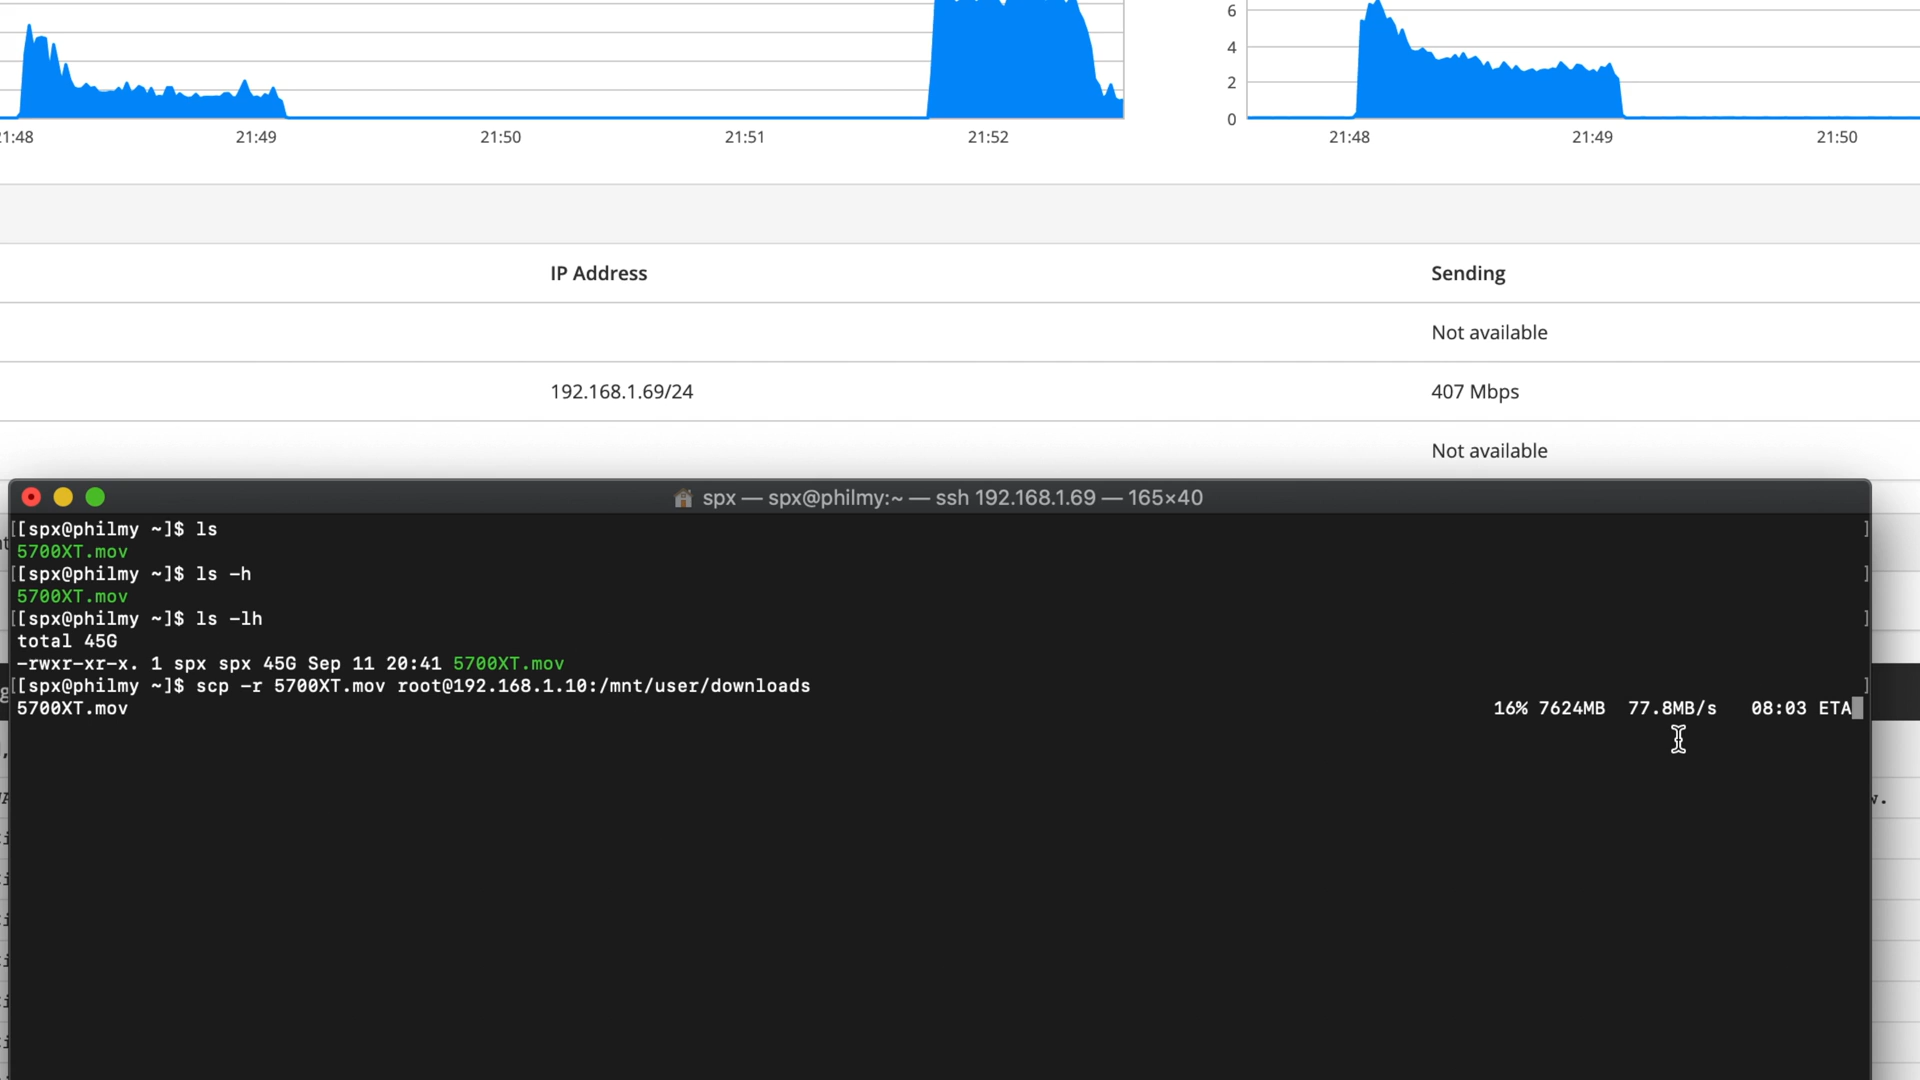 6
4
2
0
21:48 21:49 21:50 21:51 21:52 21:48 21:49 21:50
IP Address Sending
Not available
192.168.1.69/24 407 Mbps
Not available
spx — spx@philmy:~ — ssh 192.168.1.69 — 165×40
[[spx@philmy ~]$ ls ]
5700XT.mov
[[spx@philmy ~]$ ls -h ]
5700XT.mov
[[spx@philmy ~]$ ls -lh ]
total 45G
-rwxr-xr-x. 1 spx spx 45G Sep 11 20:41 5700XT.mov
[[spx@philmy ~]$ scp -r 5700XT.mov root@192.168.1.10:/mnt/user/downloads ]
5700XT.mov 16% 7624MB 77.8MB/s 08:03 ETA